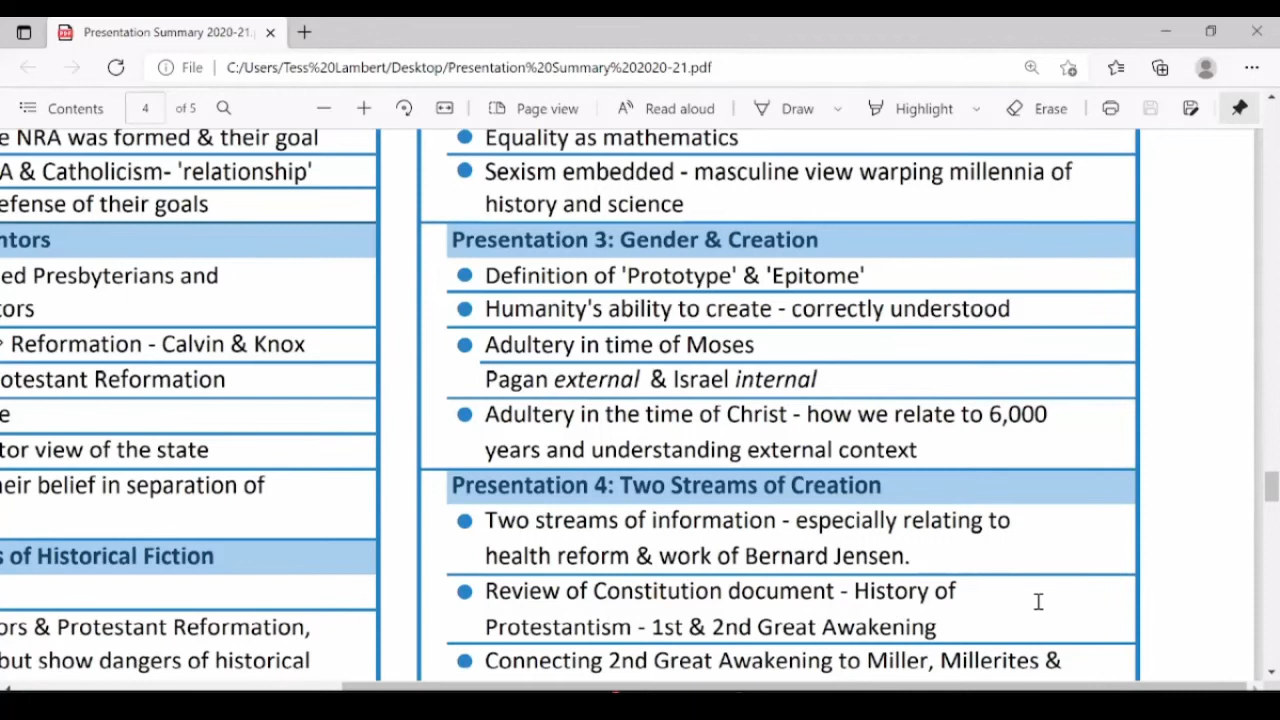 Presentation Summary 2020-21.
File
C:/Users/Tess%20Lambert/Desktop/Presentation%20Summary%202020-21.pdf
Contents
4
of 5
Page view
Read aloud
Draw
Highlight
Erase
e NRA was formed & their goal
A & Catholicism- 'relationship'
efense of their goals
ntors
ed Presbyterians and
tors
Reformation - Calvin & Knox
otestant Reformation
e
tor view of the state
heir belief in separation of
s of Historical Fiction
ors & Protestant Reformation,
but show dangers of historical
Equality as mathematics
Sexism embedded - masculine view warping millennia of
history and science
Presentation 3: Gender & Creation
Definition of 'Prototype' & 'Epitome'
Humanity's ability to create - correctly understood
Adultery in time of Moses
Pagan external & Israel internal
Adultery in the time of Christ - how we relate to 6,000
years and understanding external context
Presentation 4: Two Streams of Creation
Two streams of information - especially relating to
health reform & work of Bernard Jensen.
Review of Constitution document - History of
Protestantism - 1st & 2nd Great Awakening
Connecting 2nd Great Awakening to Miller, Millerites &